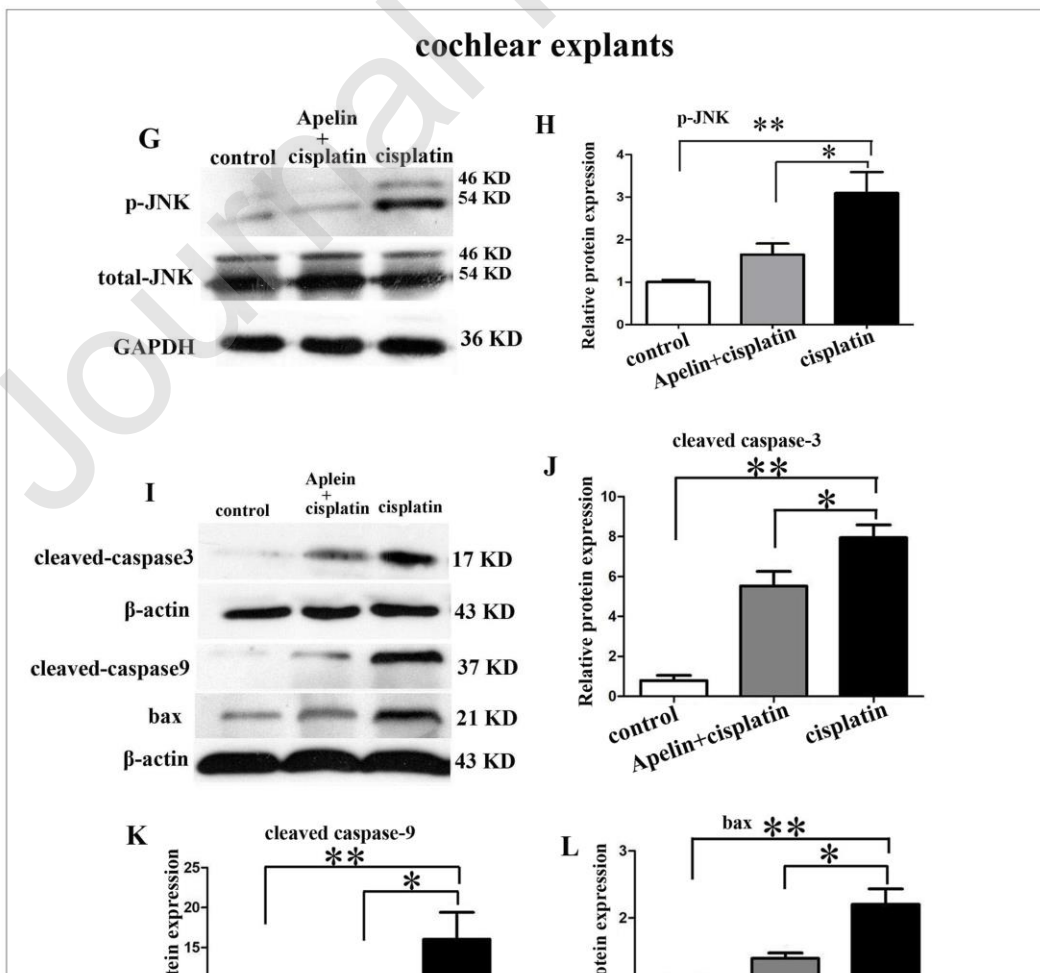 Journal
cochlear explants
G
Apelin
+
control cisplatin cisplatin
p-JNK
46 KD
54 KD
total-JNK
46 KD
54 KD
GAPDH
36 KD
H
p-JNK
**
*
Relative protein expression
4
3
2
1
0
control
Apelin+cisplatin
cisplatin
I
Aplein
+
control cisplatin cisplatin
cleaved-caspase3
17 KD
β-actin
43 KD
cleaved-caspase9
37 KD
bax
21 KD
β-actin
43 KD
J
cleaved caspase-3
**
*
Relative protein expression
10
8
6
4
2
0
control
Apelin+cisplatin
cisplatin
K
cleaved caspase-9
**
*
expression
25
20
15
L
bax **
*
expression
3
2